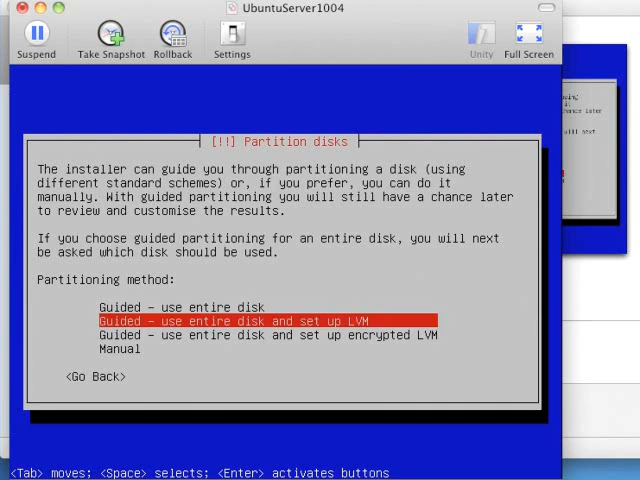 UbuntuServer1004
Suspend
Take Snapshot
Rollback
Settings
Unity
Full Screen
[!!] Partition disks
The installer can guide you through partitioning a disk (using
different standard schemes) or, if you prefer, you can do it
manually. With guided partitioning you will still have a chance later
to review and customise the results.
If you choose guided partitioning for an entire disk, you will next
be asked which disk should be used.
Partitioning method:
Guided - use entire disk
Guided - use entire disk and set up LVM
Guided - use entire disk and set up encrypted LVM
Manual
<Go Back>
<Tab> moves; <Space> selects; <Enter> activates buttons
later
will next